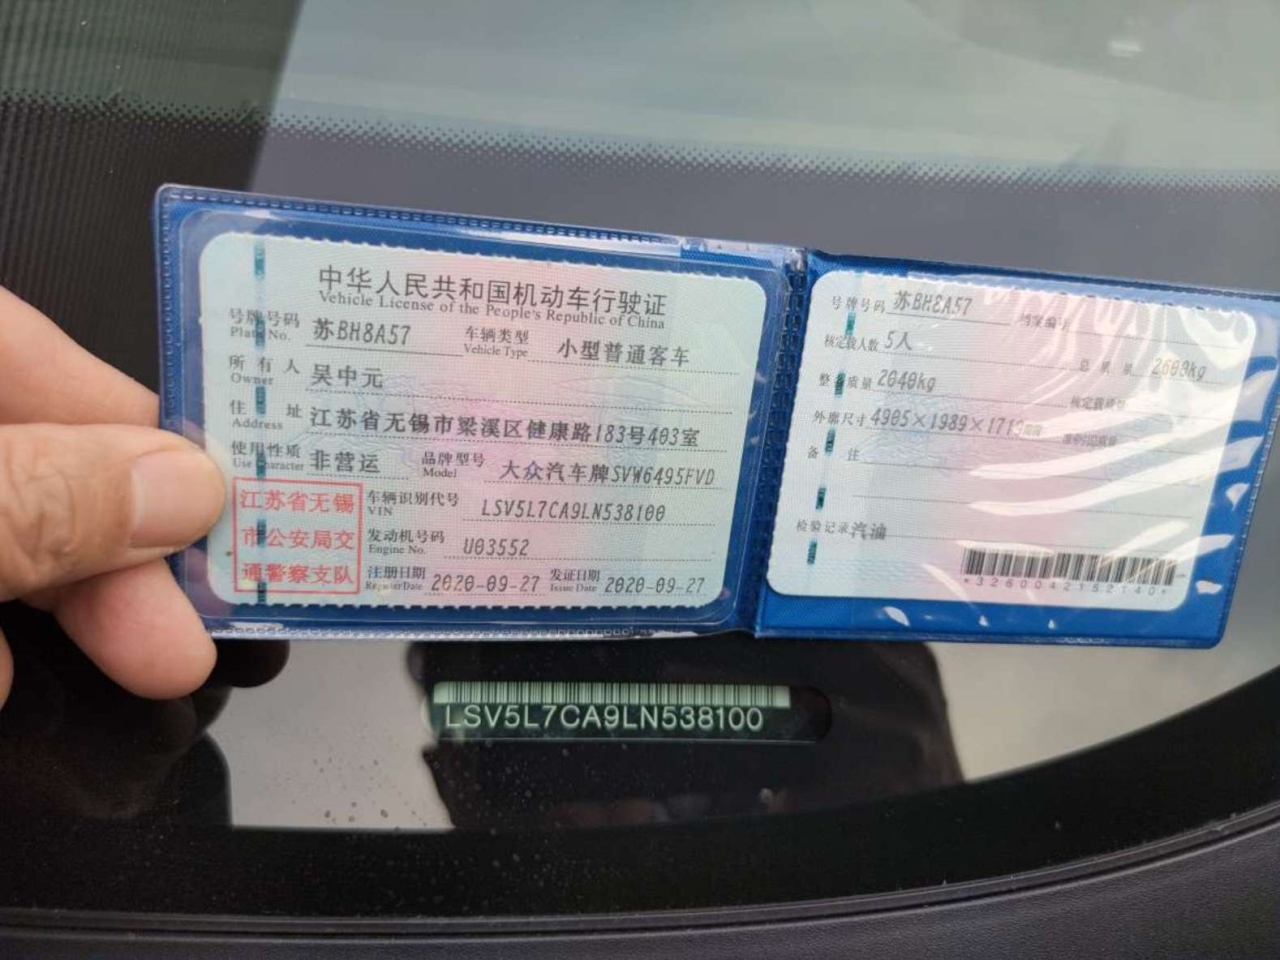 中华人民共和国机动车行驶证
Vehicle License of the People's Republic of China
号牌号码 苏BH8A57 车辆类型 小型普通客车
Plate No. Vehicle Type
所有人 吴中元
Owner
住址 江苏省无锡市梁溪区健康路183号403室
Address
使用性质 非营运 品牌型号 大众汽车牌SVW6495FVD
Use Character Model
江苏省无锡
市公安局交
通警察支队
车辆识别代号 LSV5L7CA9LN538100
VIN
发动机号码 U03552
Engine No.
注册日期 2020-09-27 发证日期 2020-09-27
Register Date Issue Date
号牌号码 苏BH8A57 档案编号
核定载人数 5人 总质量 2600kg
整备质量 2040kg 核定载质量
外廓尺寸 4905×1989×1719
备注
检验记录 汽油
*3260042152140*
LSV5L7CA9LN538100